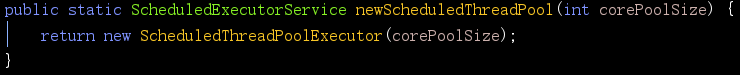 public static ScheduledExecutorService newScheduledThreadPool(int corePoolSize) {
    return new ScheduledThreadPoolExecutor(corePoolSize);
}